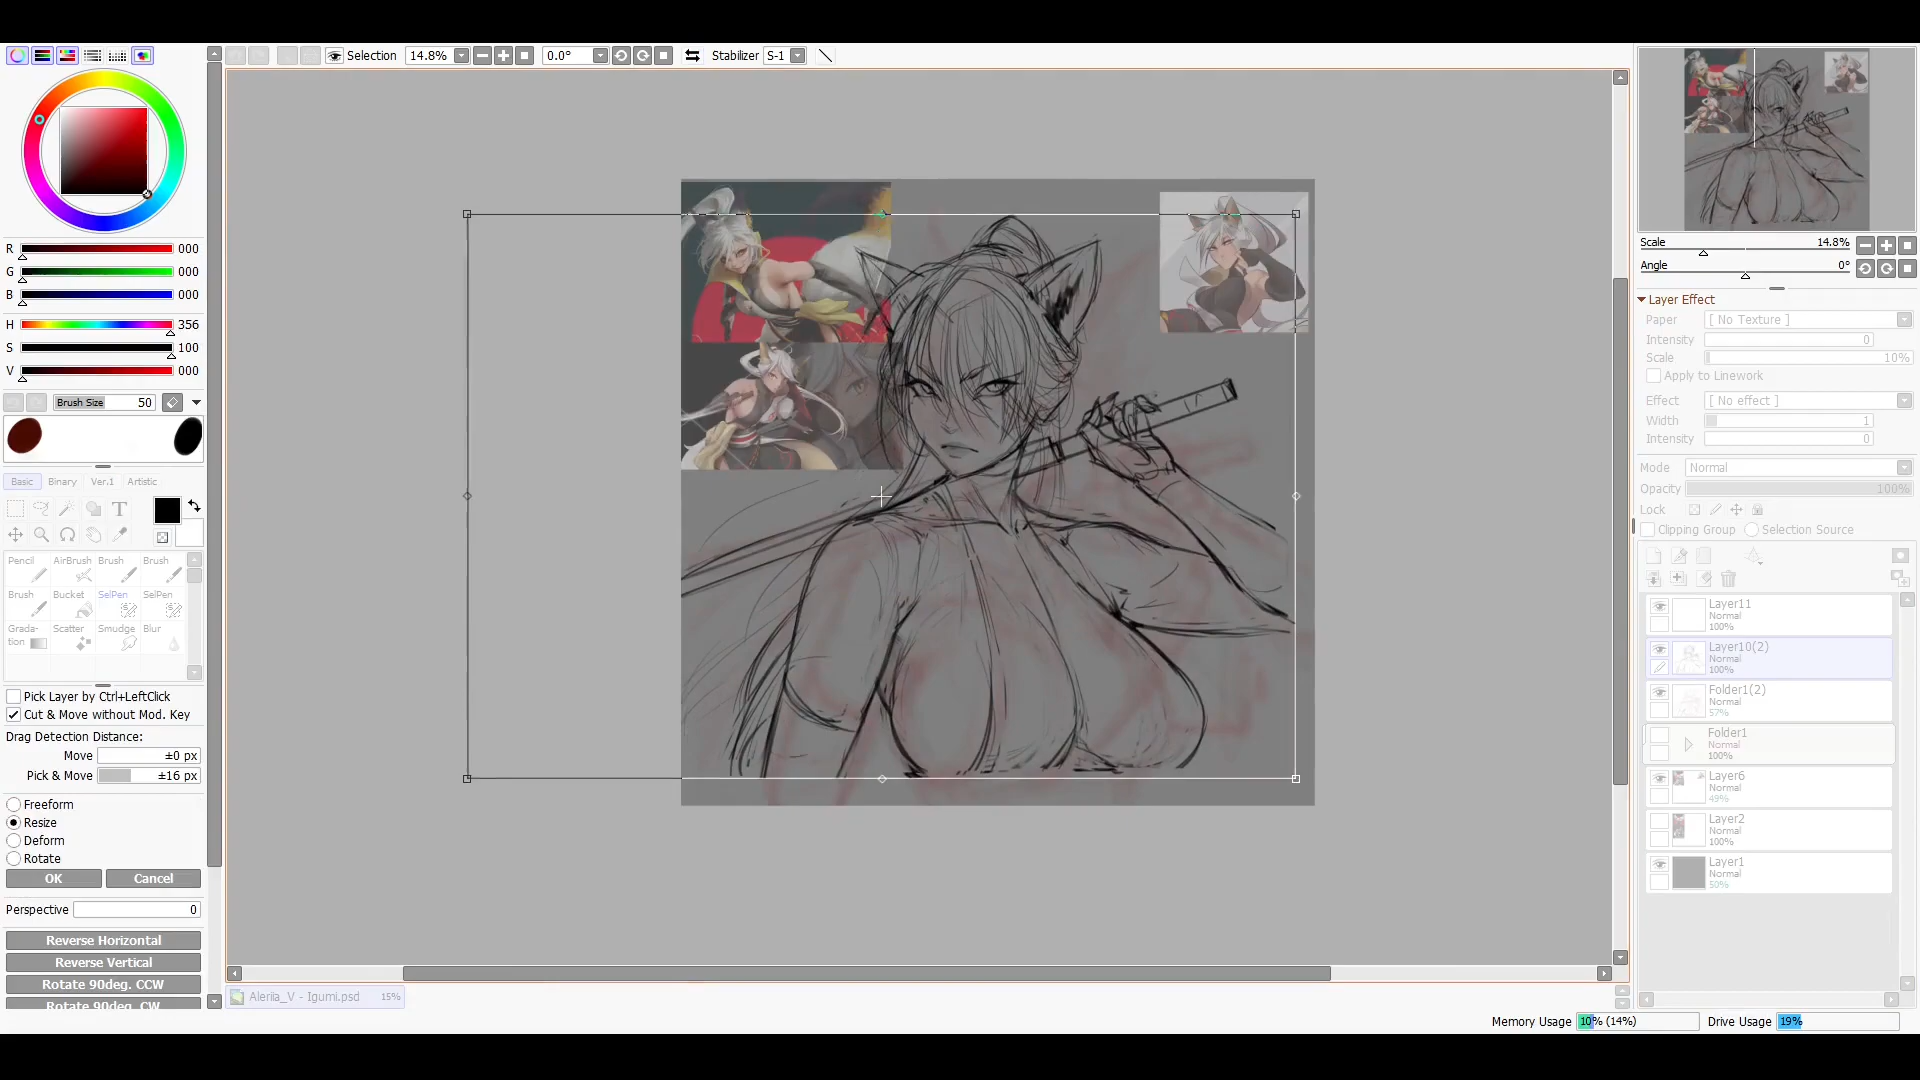 Selection 14.8% 0.0° Stabilizer S-1
R 000
G 000
B 000
H 356
S 100
V 000
Brush Size 50
Basic Binary Ver.1 Artistic
T
Pencil AirBrush Brush Brush
Brush Bucket SelPen SelPen
Grada- Scatter Smudge Blur
tion
Pick Layer by Ctrl+LeftClick
Cut & Move without Mod. Key
Drag Detection Distance:
Move ±0 px
Pick & Move ±16 px
Freeform
Resize
Deform
Rotate
OK Cancel
Perspective 0
Reverse Horizontal
Reverse Vertical
Rotate 90deg. CCW
Rotate 90deg. CW
Aleriia_V - Igumi.psd 15%
Scale 14.8%
Angle 0°
Layer Effect
Paper [ No Texture ]
Intensity 0
Scale 10%
Apply to Linework
Effect [ No effect ]
Width 1
Intensity 0
Mode Normal
Opacity 100%
Lock
Clipping Group Selection Source
Layer11
Normal
100%
Layer10(2)
Normal
100%
Folder1(2)
Normal
57%
Folder1
Normal
100%
Layer6
Normal
49%
Layer2
Normal
100%
Layer1
Normal
50%
Memory Usage 10% (14%) Drive Usage 19%